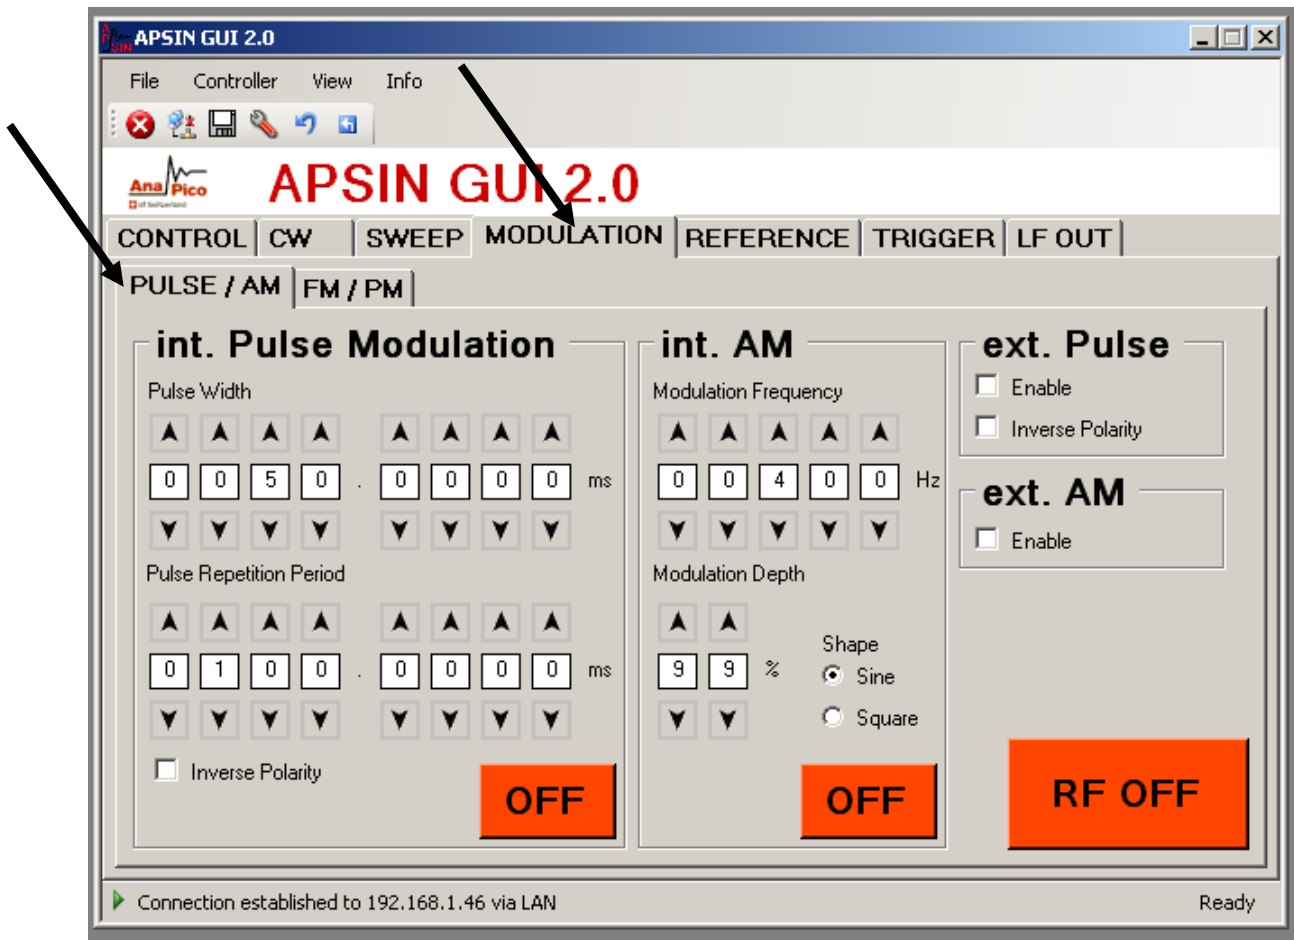 APSIN GUI 2.0
File Controller View Info
Ana Pico
APSIN GUI 2.0
CONTROL CW SWEEP MODULATION REFERENCE TRIGGER LF OUT
PULSE / AM FM / PM
int. Pulse Modulation
Pulse Width
0 0 5 0 . 0 0 0 0 ms
Pulse Repetition Period
0 1 0 0 . 0 0 0 0 ms
Inverse Polarity
OFF
int. AM
Modulation Frequency
0 0 4 0 0 Hz
Modulation Depth
9 9 %
Shape
Sine
Square
OFF
ext. Pulse
Enable
Inverse Polarity
ext. AM
Enable
RF OFF
Connection established to 192.168.1.46 via LAN
Ready